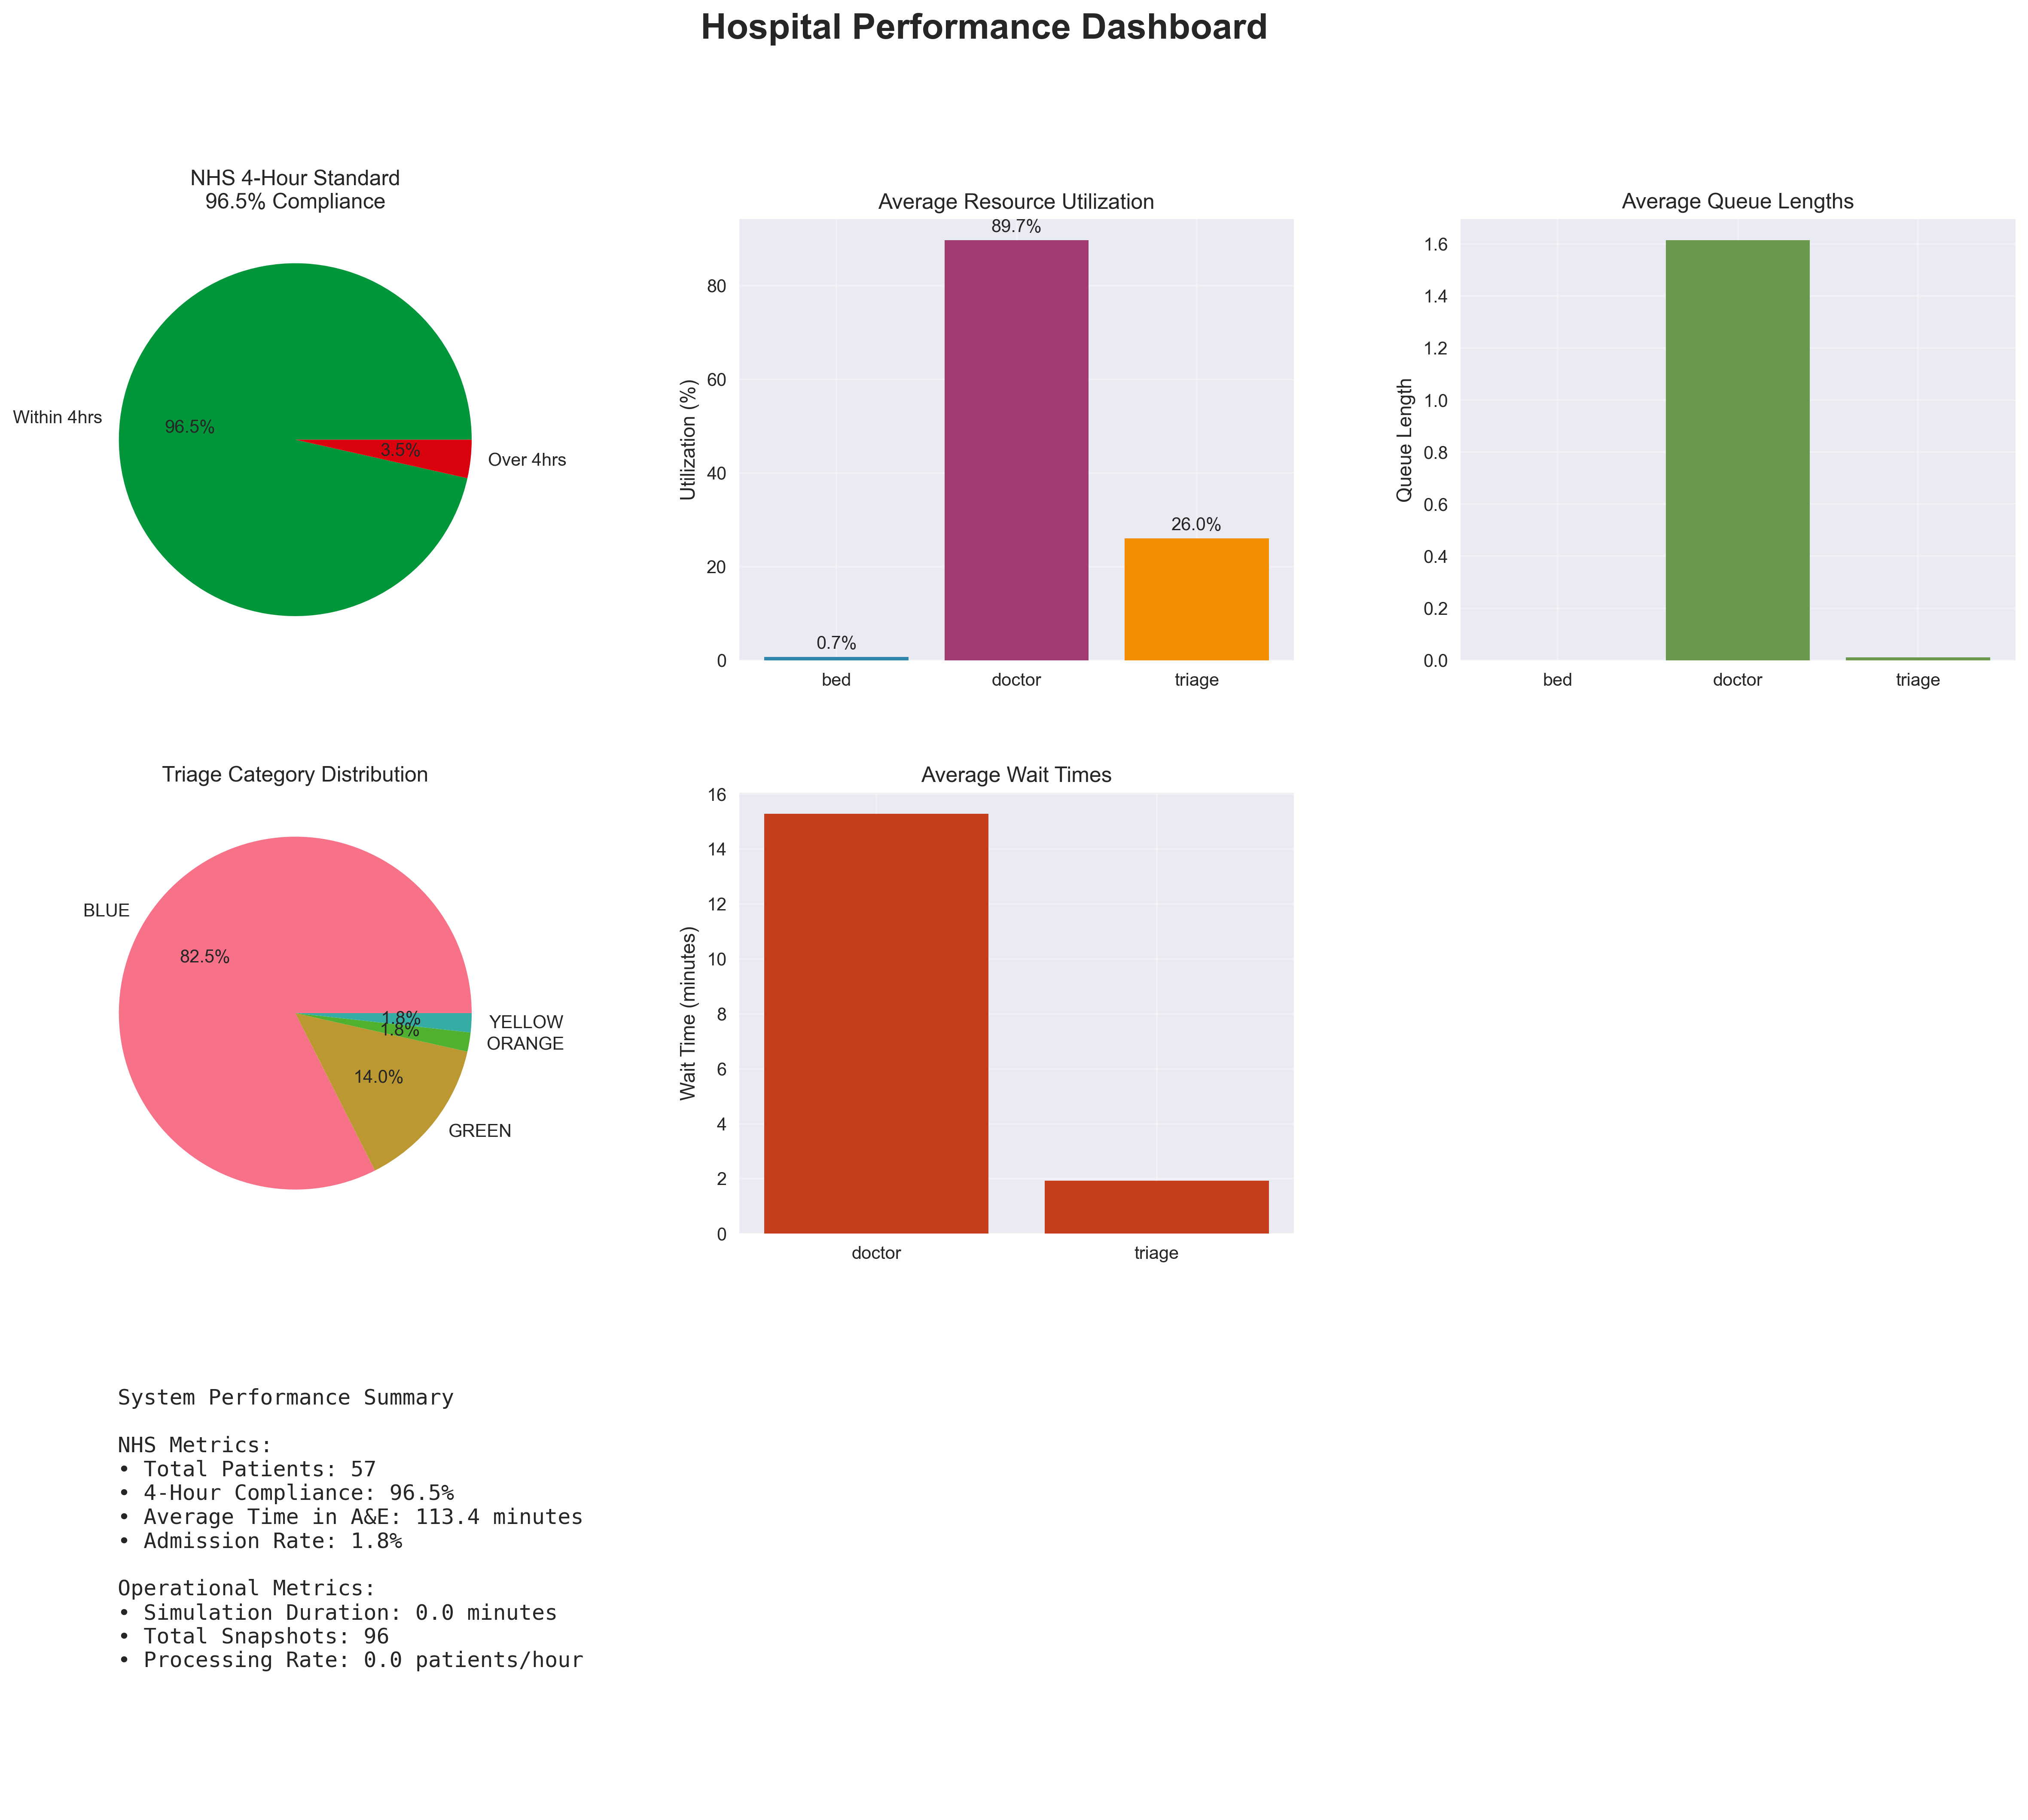 Hospital Performance Dashboard
NHS 4-Hour Standard
96.5% Compliance
Within 4hrs
96.5%
3.5%
Over 4hrs
Average Resource Utilization
Utilization (%)
80
60
40
20
0
0.7%
89.7%
26.0%
bed
doctor
triage
Average Queue Lengths
Queue Length
1.6
1.4
1.2
1.0
0.8
0.6
0.4
0.2
0.0
bed
doctor
triage
Triage Category Distribution
BLUE
82.5%
1.8%
YELLOW
1.8%
ORANGE
14.0%
GREEN
Average Wait Times
Wait Time (minutes)
16
14
12
10
8
6
4
2
0
doctor
triage
System Performance Summary
NHS Metrics:
• Total Patients: 57
• 4-Hour Compliance: 96.5%
• Average Time in A&E: 113.4 minutes
• Admission Rate: 1.8%
Operational Metrics:
• Simulation Duration: 0.0 minutes
• Total Snapshots: 96
• Processing Rate: 0.0 patients/hour